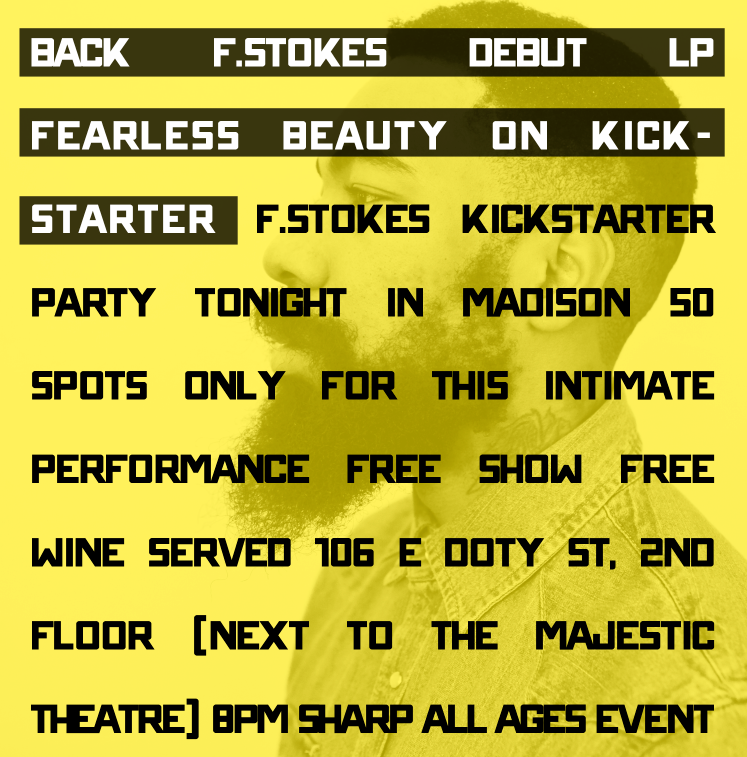 BACK F.STOKES DEBUT LP
FEARLESS BEAUTY ON KICK-
STARTER F.STOKES KICKSTARTER
PARTY TONIGHT IN MADISON 50
SPOTS ONLY FOR THIS INTIMATE
PERFORMANCE FREE SHOW FREE
WINE SERVED 106 E DOTY ST, 2ND
FLOOR [NEXT TO THE MAJESTIC
THEATRE] 8PM SHARP ALL AGES EVENT